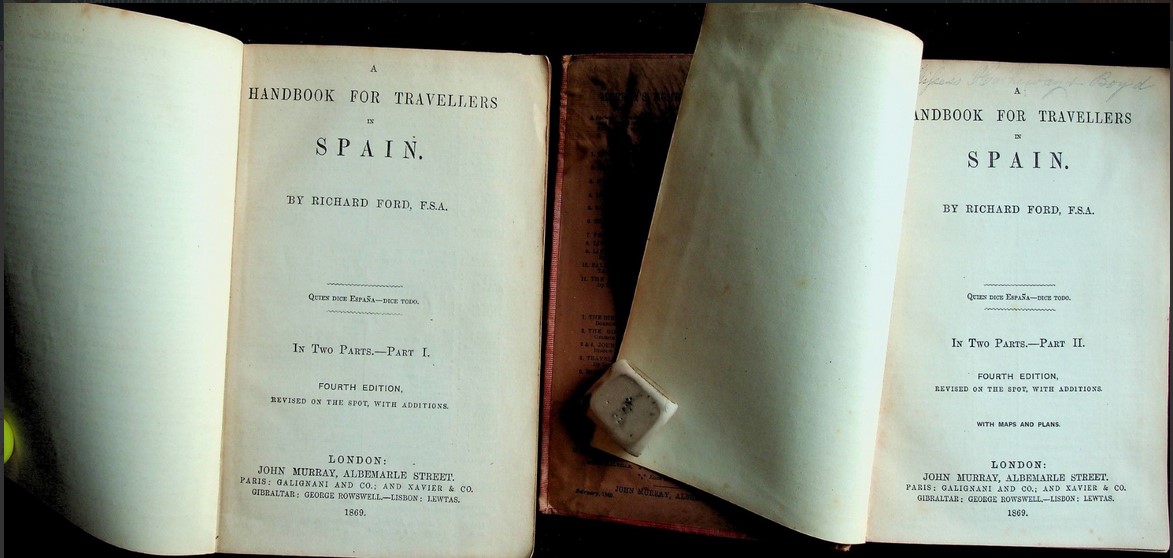 A
HANDBOOK FOR TRAVELLERS
IN
SPAIN.
BY RICHARD FORD, F.S.A.
QUIEN DICE ESPAÑA—DICE TODO.
IN TWO PARTS.—PART I.
FOURTH EDITION,
REVISED ON THE SPOT, WITH ADDITIONS.
LONDON:
JOHN MURRAY, ALBEMARLE STREET.
PARIS: GALIGNANI AND CO.; AND XAVIER & CO.
GIBRALTAR: GEORGE ROWSWELL.—LISBON: LEWTAS.
1869.
JOHN MURRAY,
Boyd
A
ANDBOOK FOR TRAVELLERS
IN
SPAIN.
BY RICHARD FORD, F.S.A.
QUIEN DICE ESPAÑA—DICE TODO.
IN TWO PARTS.—PART II.
FOURTH EDITION,
REVISED ON THE SPOT, WITH ADDITIONS.
WITH MAPS AND PLANS.
LONDON:
JOHN MURRAY, ALBEMARLE STREET.
PARIS: GALIGNANI AND CO.; AND XAVIER & CO.
GIBRALTAR: GEORGE ROWSWELL.—LISBON: LEWTAS.
1869.